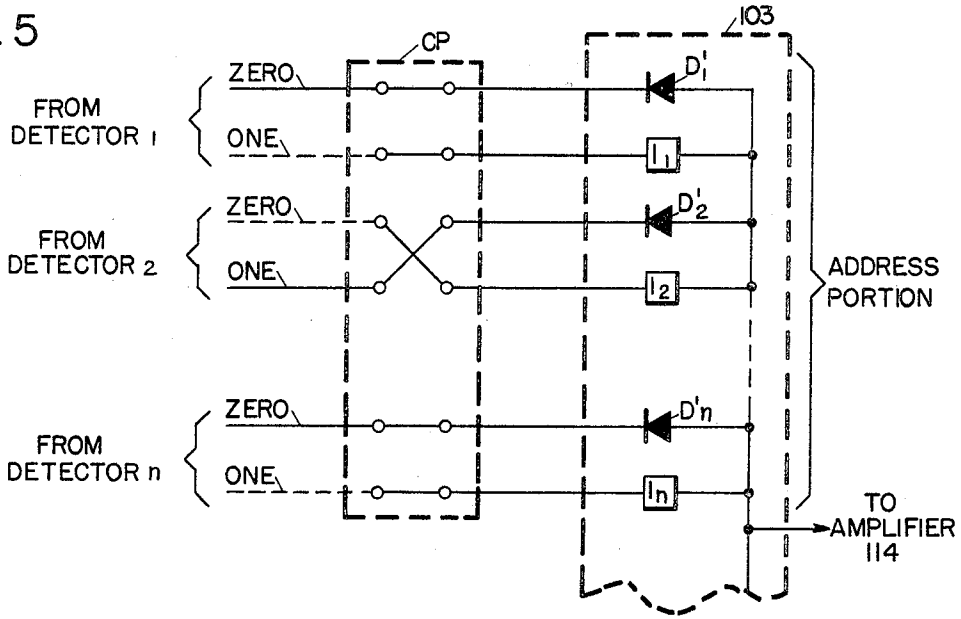 . 5
CP
103
FROM
DETECTOR 1
ZERO
ONE
D'1
I1
FROM
DETECTOR 2
ZERO
ONE
D'2
I2
ADDRESS
PORTION
FROM
DETECTOR n
ZERO
ONE
D'n
In
TO
AMPLIFIER
114